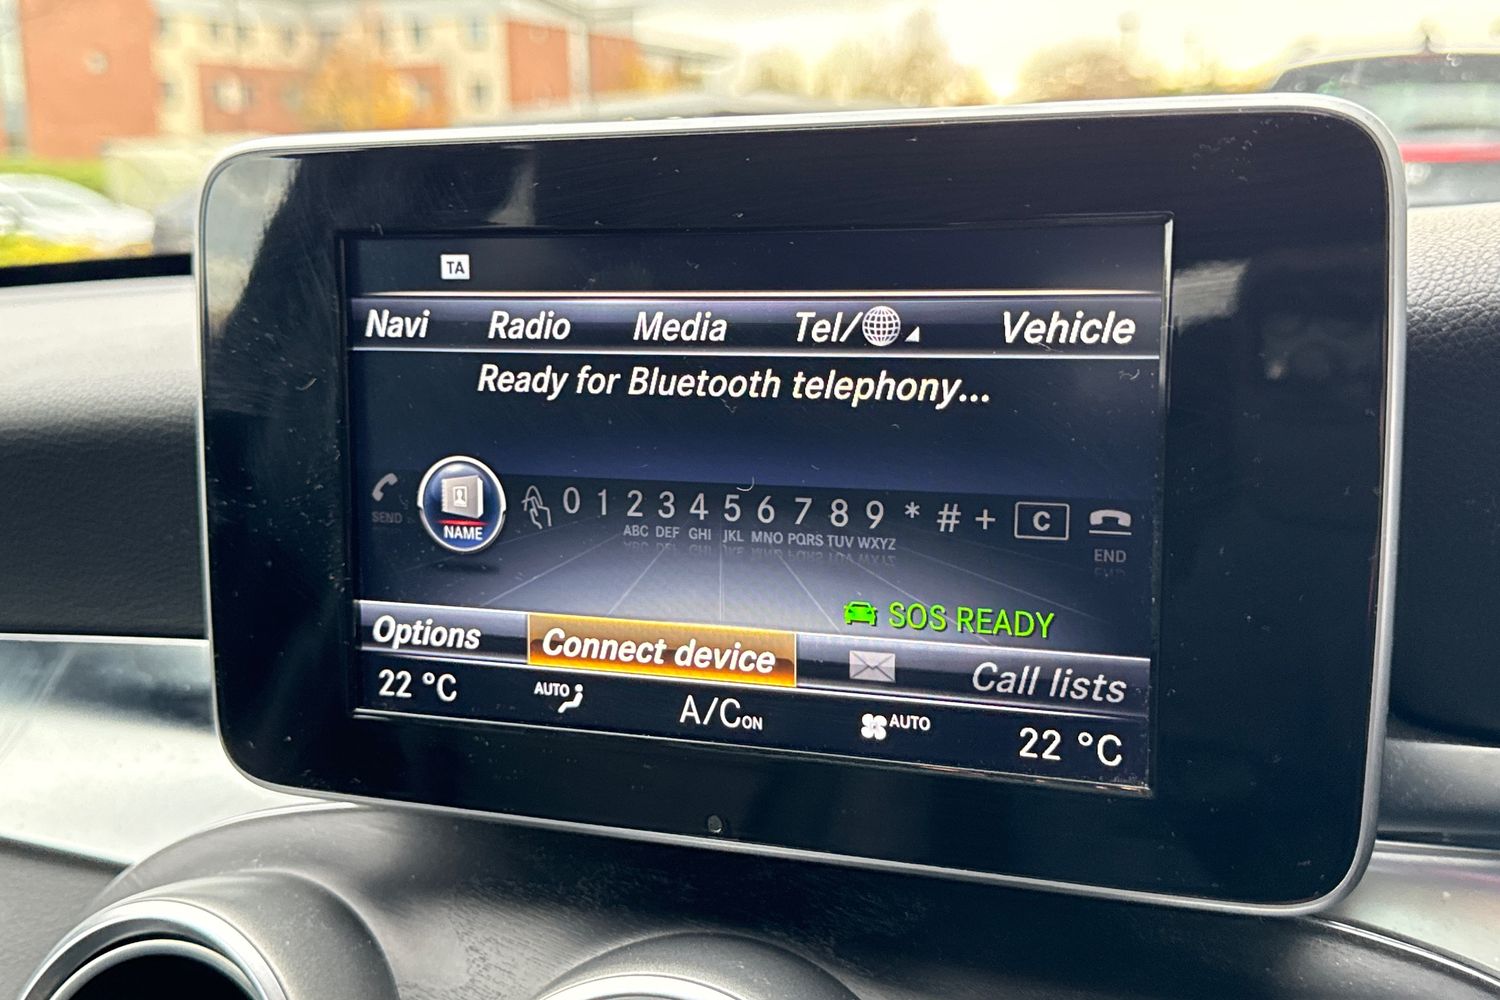 TA
Navi Radio Media Tel/ Vehicle
Ready for Bluetooth telephony...
SEND NAME 0 1 2 3 4 5 6 7 8 9 * # + C END
ABC DEF GHI JKL MNO PQRS TUV WXYZ
SOS READY
Options Connect device Call lists
22 °C AUTO A/C ON AUTO 22 °C